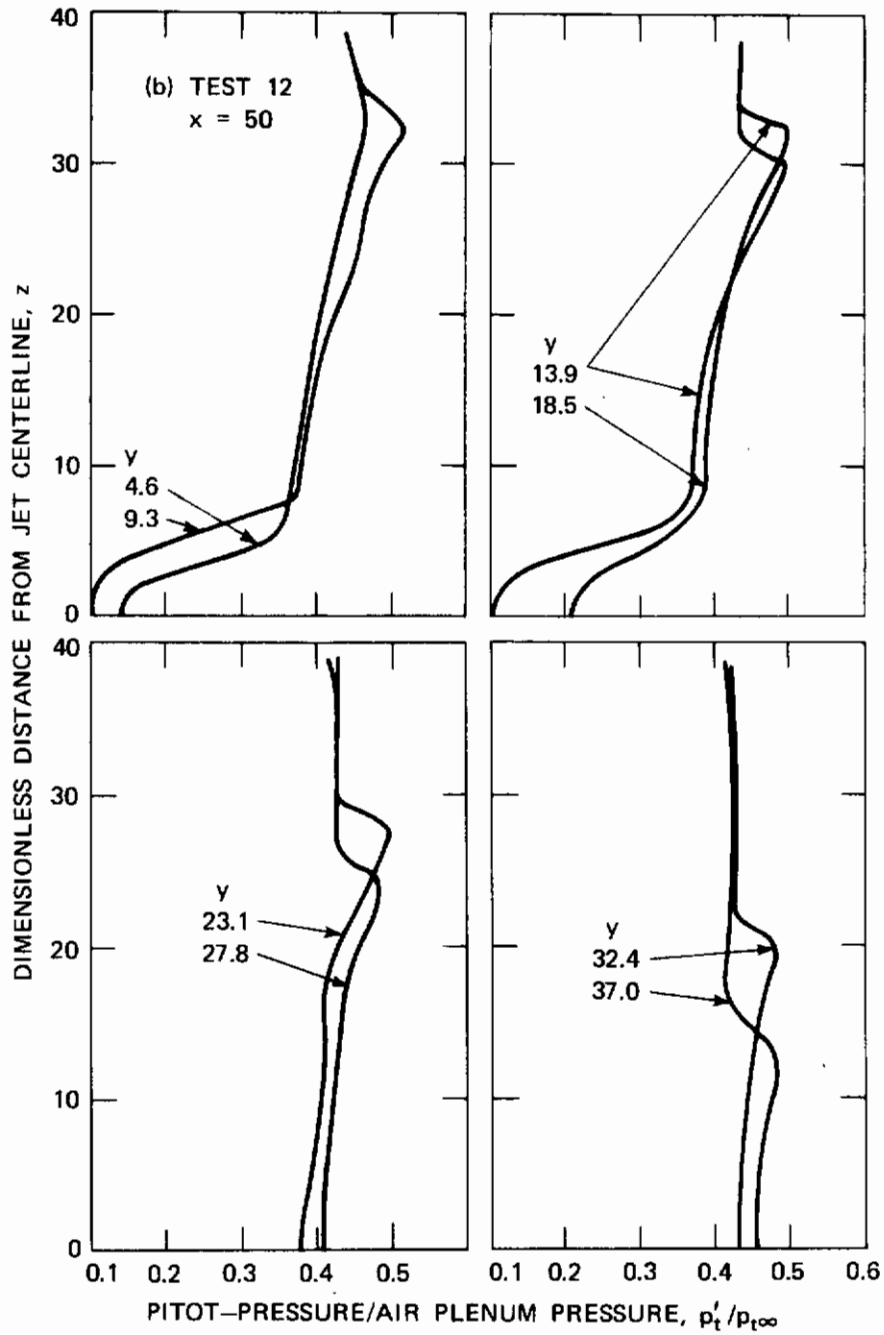 40
30
20
10
0
(b) TEST 12
x = 50
y
4.6
9.3
y
13.9
18.5
40
30
20
10
0
y
23.1
27.8
y
32.4
37.0
0.1 0.2 0.3 0.4 0.5
0.1 0.2 0.3 0.4 0.5 0.6
DIMENSIONLESS DISTANCE FROM JET CENTERLINE, z
PITOT–PRESSURE/AIR PLENUM PRESSURE, p′t/pt∞